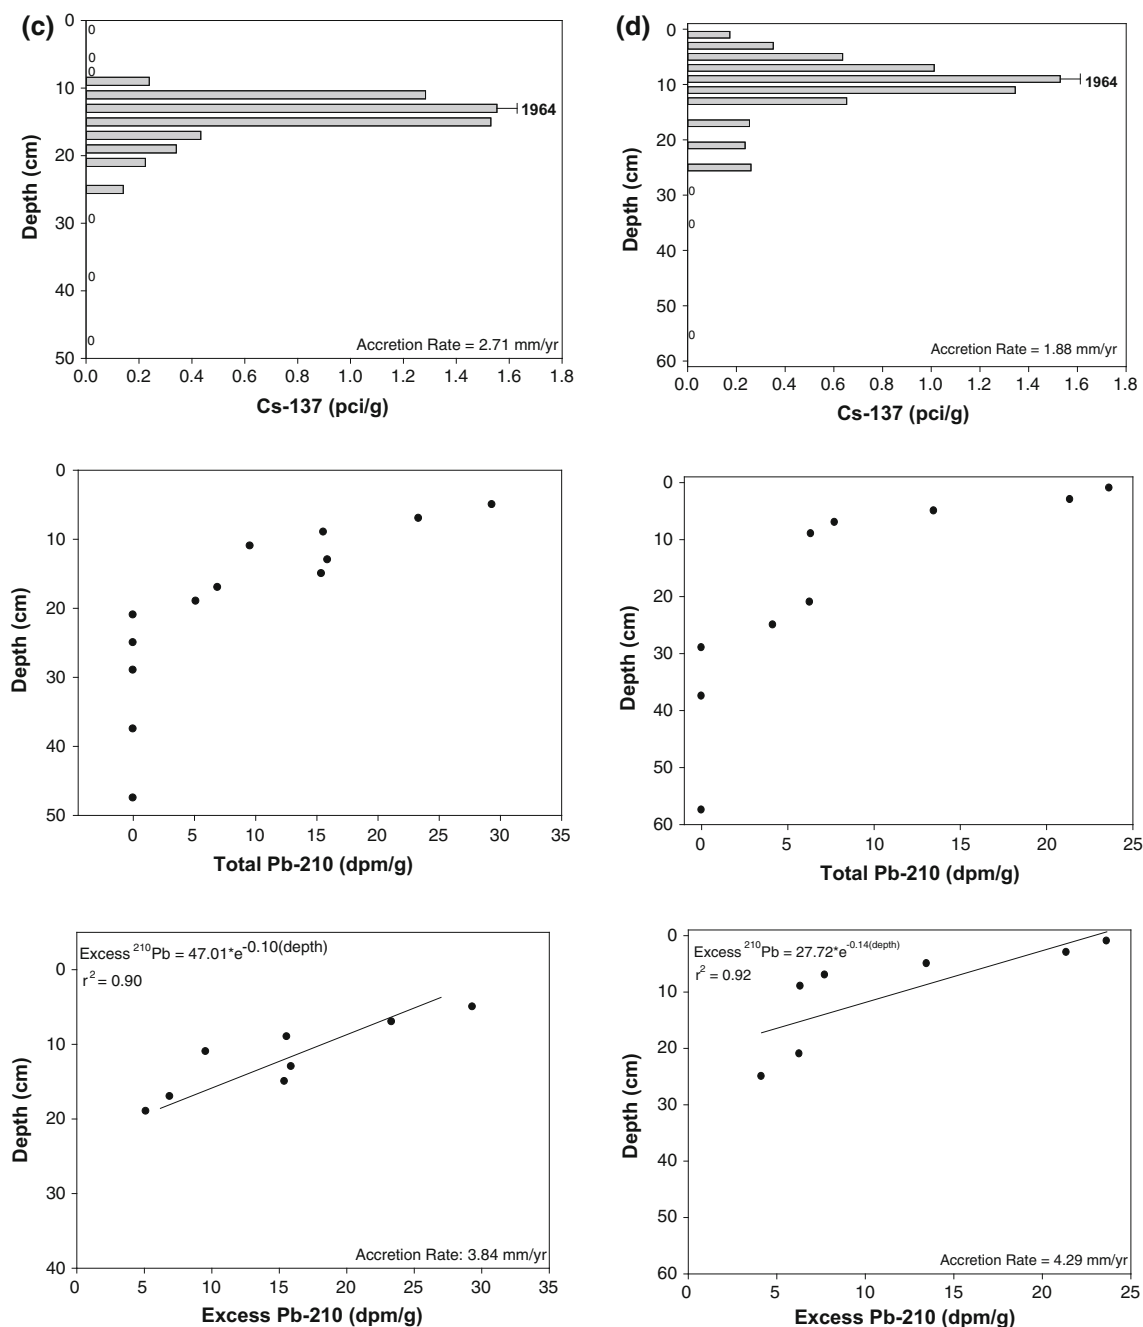 (c)
0
10
20
30
40
50
Depth (cm)
0
0
0
0
0
0
1964
Accretion Rate = 2.71 mm/yr
0.0 0.2 0.4 0.6 0.8 1.0 1.2 1.4 1.6 1.8
Cs-137 (pci/g)
(d)
0
10
20
30
40
50
60
Depth (cm)
1964
0
0
0
Accretion Rate = 1.88 mm/yr
0.0 0.2 0.4 0.6 0.8 1.0 1.2 1.4 1.6 1.8
Cs-137 (pci/g)
0
10
20
30
40
50
Depth (cm)
0 5 10 15 20 25 30 35
Total Pb-210 (dpm/g)
0
10
20
30
40
50
60
Depth (cm)
0 5 10 15 20 25
Total Pb-210 (dpm/g)
Excess ²¹⁰Pb = 47.01*e^-0.10(depth)
r² = 0.90
0
10
20
30
40
Depth (cm)
Accretion Rate: 3.84 mm/yr
0 5 10 15 20 25 30 35
Excess Pb-210 (dpm/g)
Excess ²¹⁰Pb = 27.72*e^-0.14(depth)
r² = 0.92
0
10
20
30
40
50
60
Depth (cm)
Accretion Rate = 4.29 mm/yr
0 5 10 15 20 25
Excess Pb-210 (dpm/g)